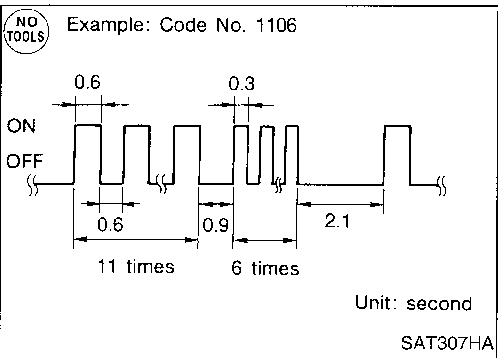 NO
TOOLS
Example: Code No. 1106
0.6
0.3
ON
OFF
0.6
0.9
2.1
11 times
6 times
Unit: second
SAT307HA